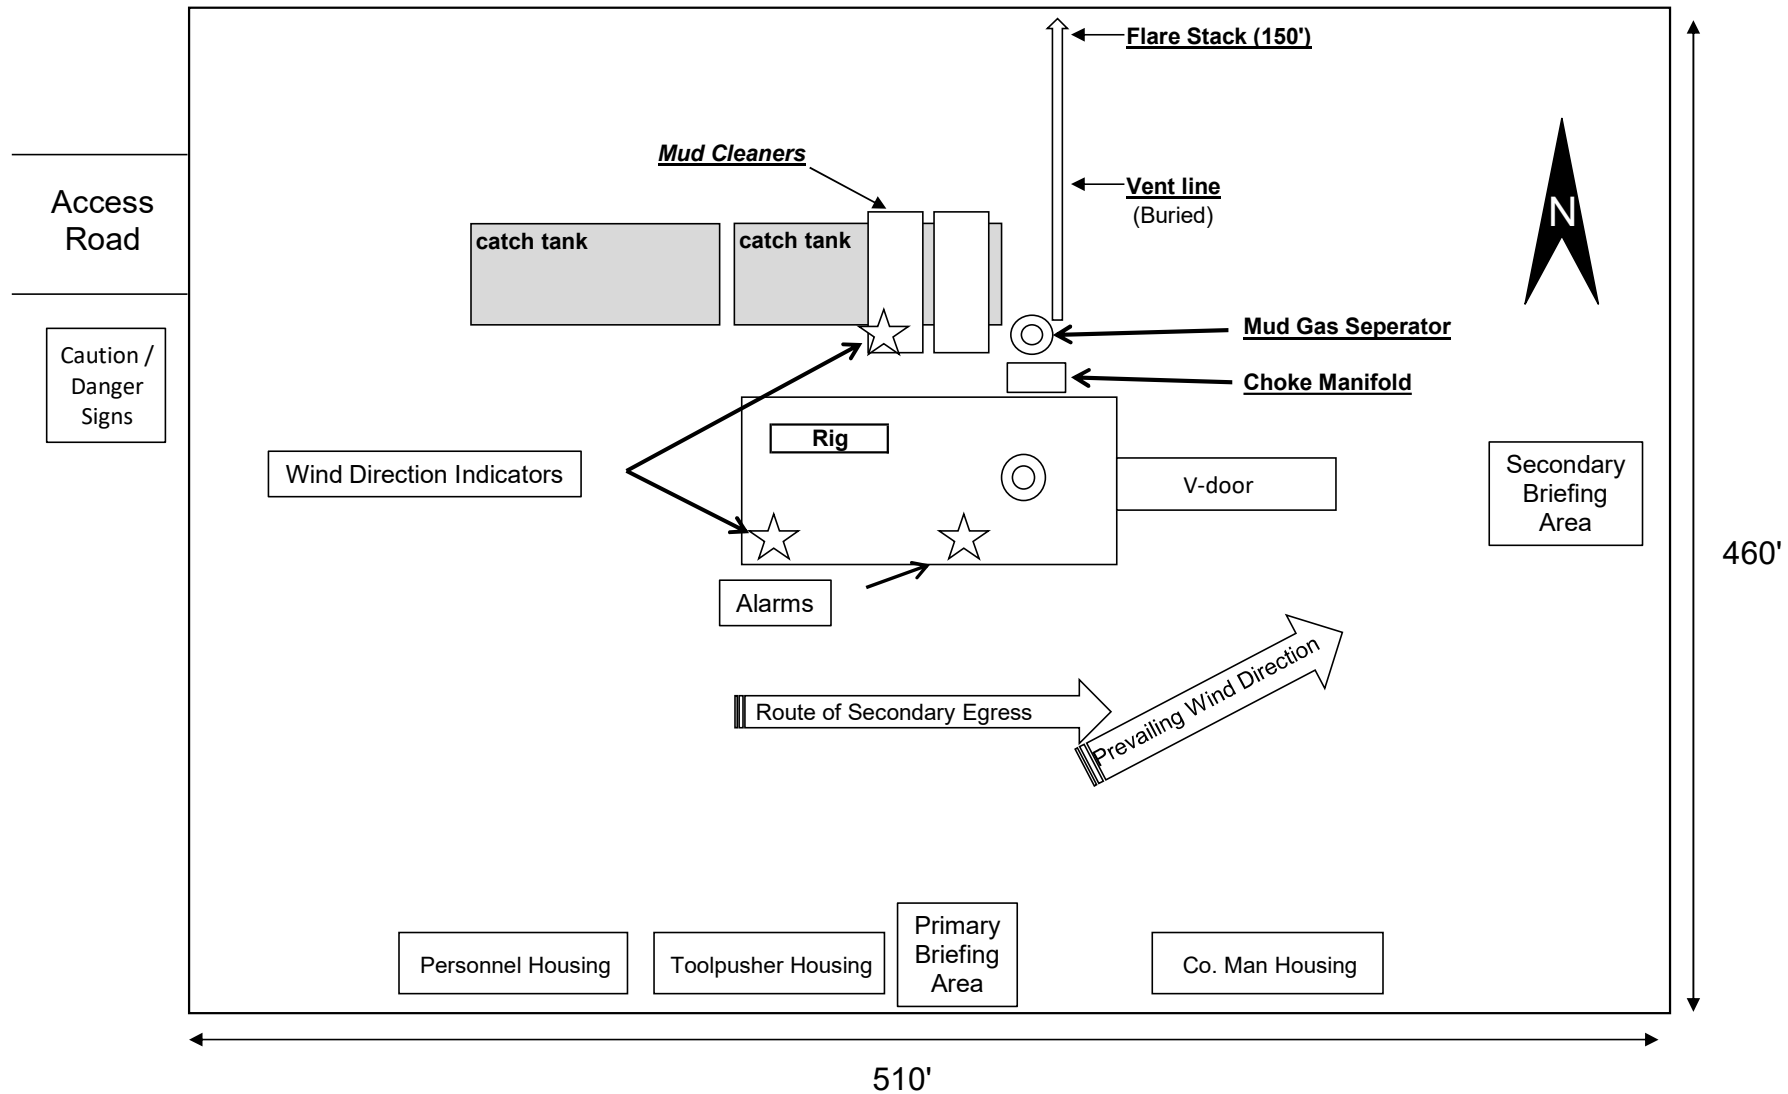 Flare Stack (150')
Mud Cleaners
Vent line
(Buried)
Access
Road
N
catch tank
catch tank
Caution /
Danger
Signs
Mud Gas Seperator
Choke Manifold
Rig
Wind Direction Indicators
V-door
Secondary
Briefing
Area
460'
Alarms
Prevailing Wind Direction
Route of Secondary Egress
Personnel Housing
Toolpusher Housing
Primary
Briefing
Area
Co. Man Housing
510'